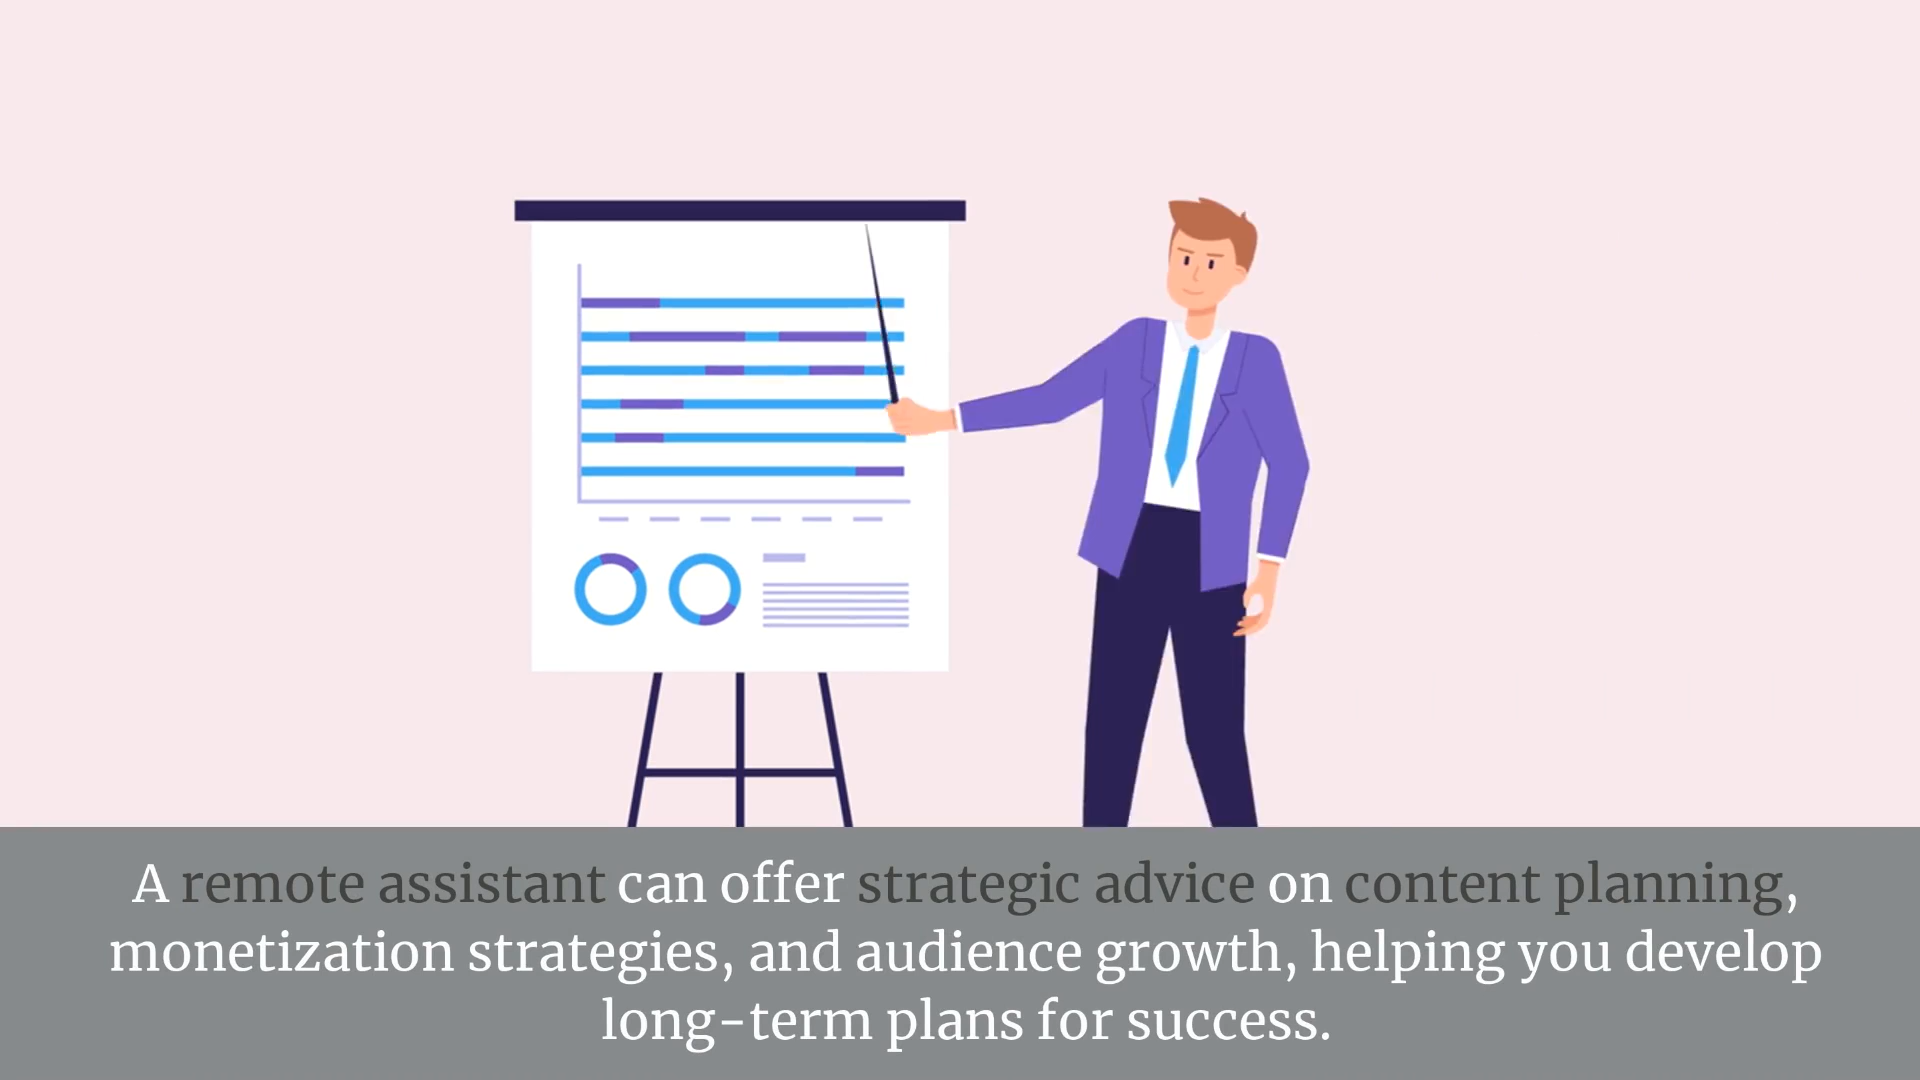 A remote assistant can offer strategic advice on content planning,
monetization strategies, and audience growth, helping you develop
long-term plans for success.